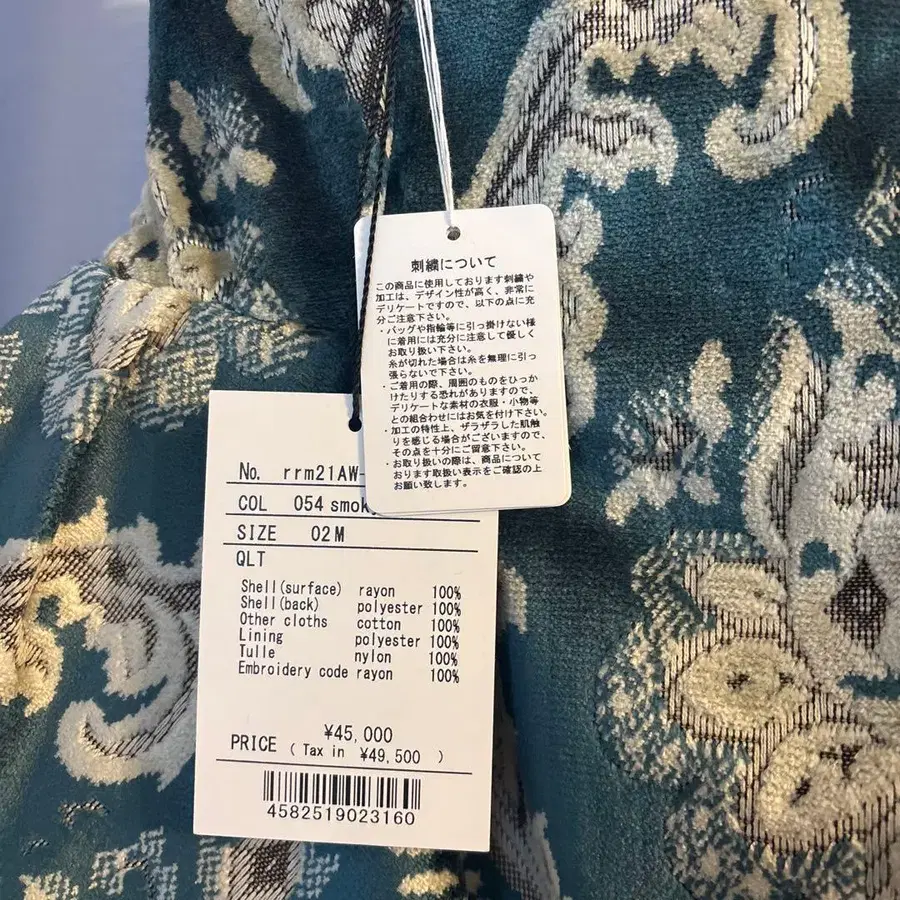 刺繍について
この商品に使用しております刺繍や
加工は、デザイン性が高く、非常に
デリケートですので、以下の点に充
分ご注意下さい。
・バッグや指輪等に引っ掛けない様
に着用には充分に注意して優しく
お取り扱い下さい。
糸が切れた場合は糸を無理に引っ
張らないで下さい。
・ご着用の際、周囲のものをひっか
けたりする恐れがありますので、
デリケートな素材の衣服・小物等
との組合わせにはお気を付け下さい。
・加工の特性上、ザラザラした肌触
りを感じる場合がございますので、
その点を十分にご留意下さい。
・お取り扱いの際は、商品について
おります取扱い表示をご確認の上
お願い致します。
No. rrm21AW-
COL 054 smok
SIZE 02 M
QLT
Shell(surface) rayon 100%
Shell(back) polyester 100%
Other cloths cotton 100%
Lining polyester 100%
Tulle nylon 100%
Embroidery code rayon 100%
¥45,000
PRICE ( Tax in ¥49,500 )
4582519023160